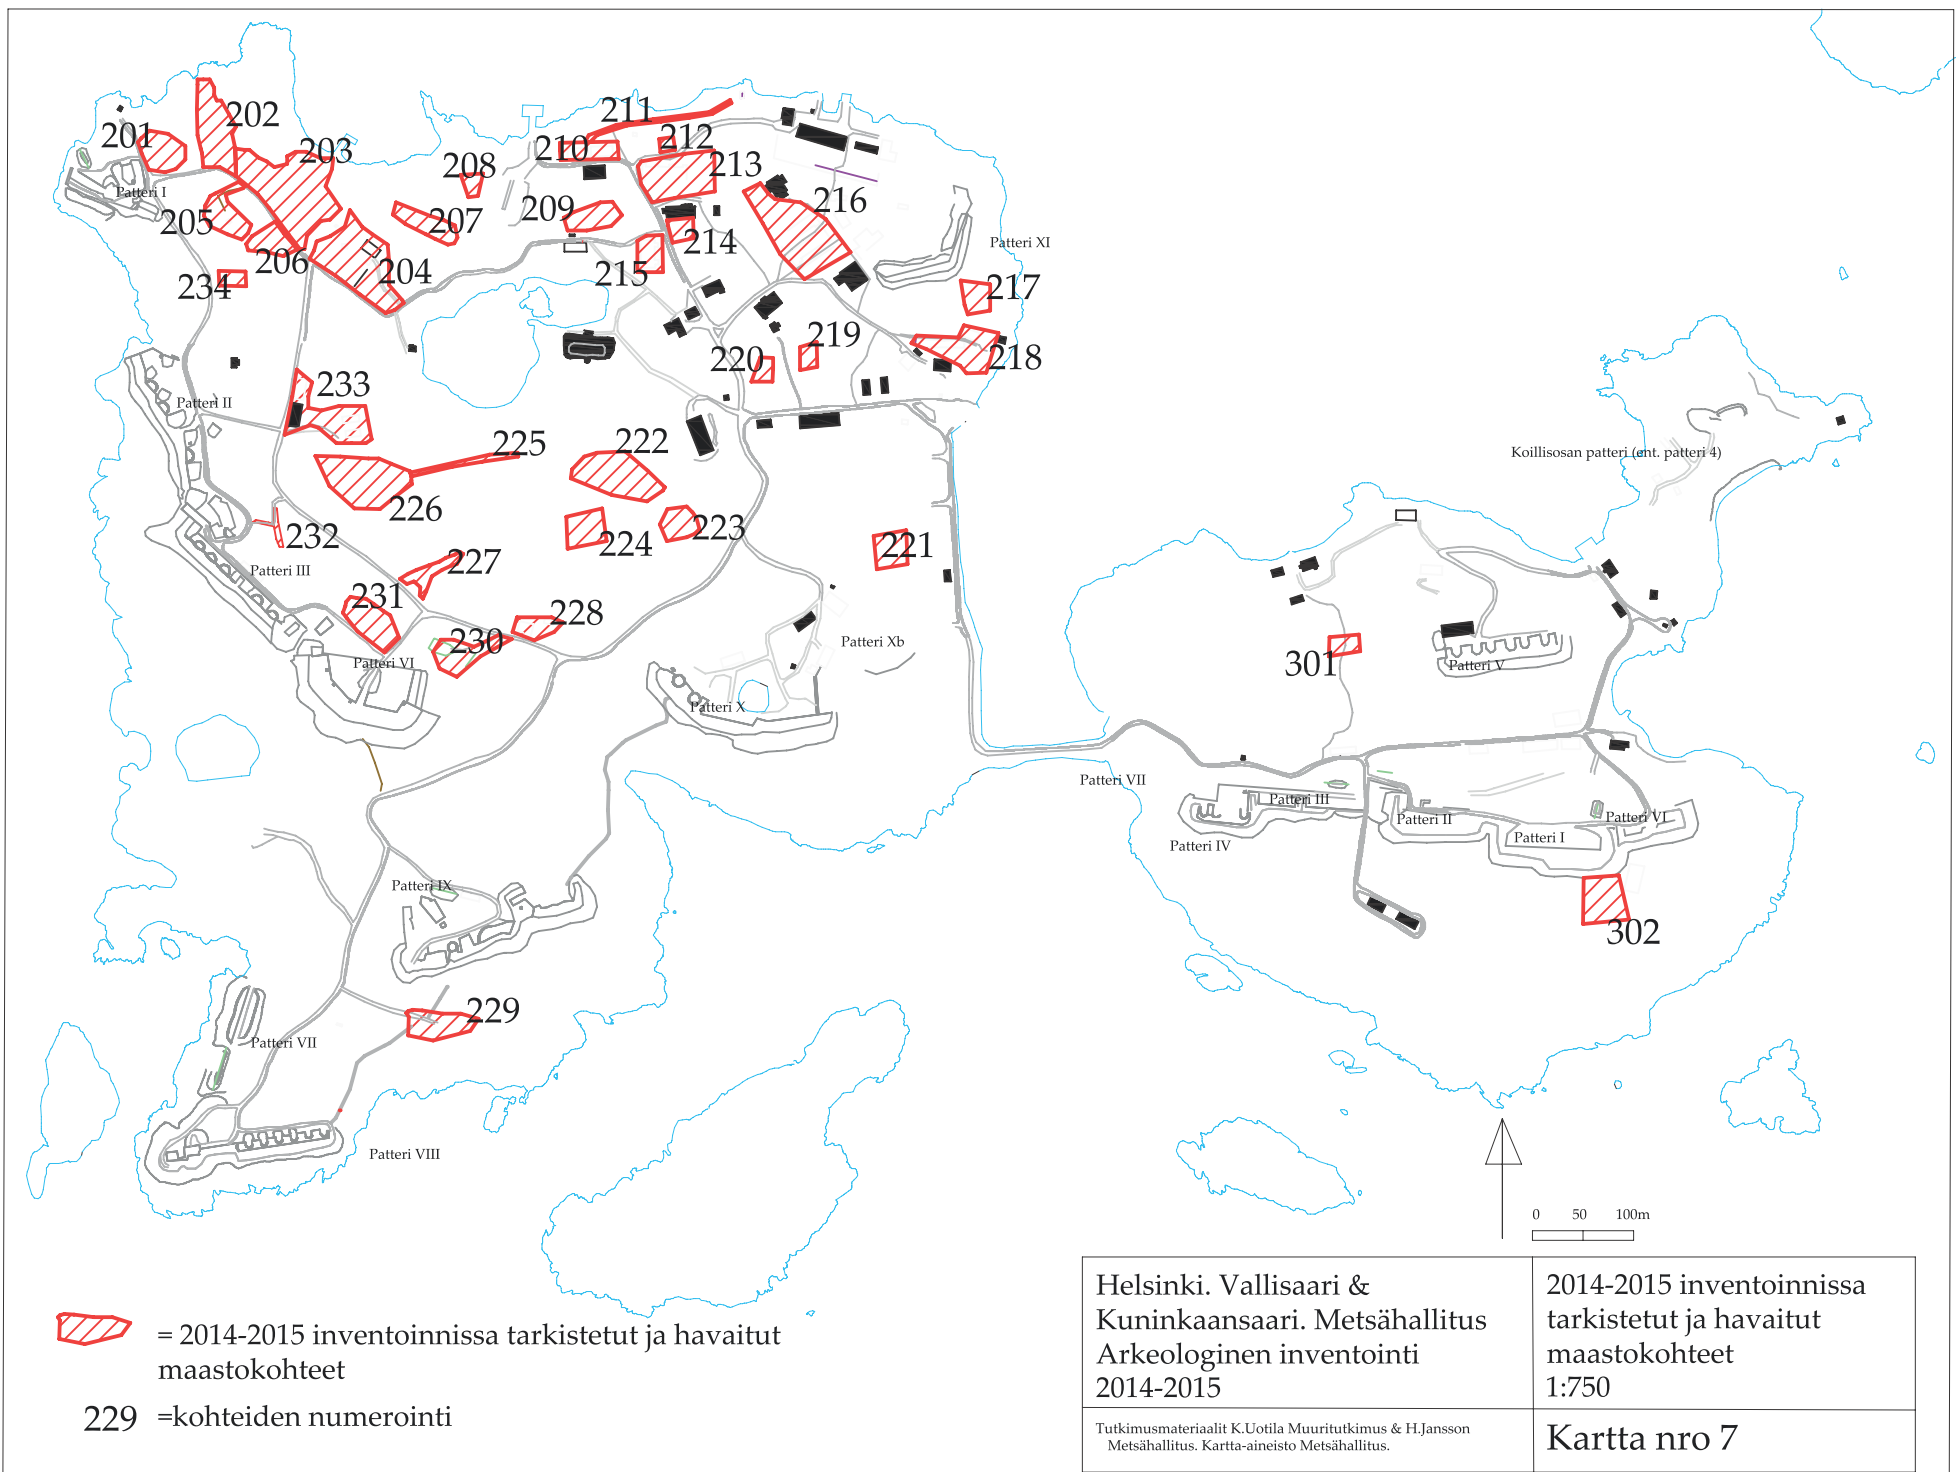 211
202
201
212
210
203
208
213
Patteri I
216
205
209
207
214
Patteri XI
206
204
215
234
217
219
218
220
233
Patteri II
225
222
Koillisosan patteri (ent. patteri 4)
226
223
232
224
221
227
Patteri III
231
228
230
Patteri Xb
Patteri VI
301
Patteri V
Patteri X
Patteri VII
Patteri III
Patteri II
Patteri VI
Patteri I
Patteri IV
Patteri IX
302
229
Patteri VII
Patteri VIII
0 50 100m
= 2014-2015 inventoinnissa tarkistetut ja havaitut
maastokohteet
229 =kohteiden numerointi
Helsinki. Vallisaari &
Kuninkaansaari. Metsähallitus
Arkeologinen inventointi
2014-2015
2014-2015 inventoinnissa
tarkistetut ja havaitut
maastokohteet
1:750
Tutkimusmateriaalit K.Uotila Muuritutkimus & H.Jansson
Metsähallitus. Kartta-aineisto Metsähallitus.
Kartta nro 7